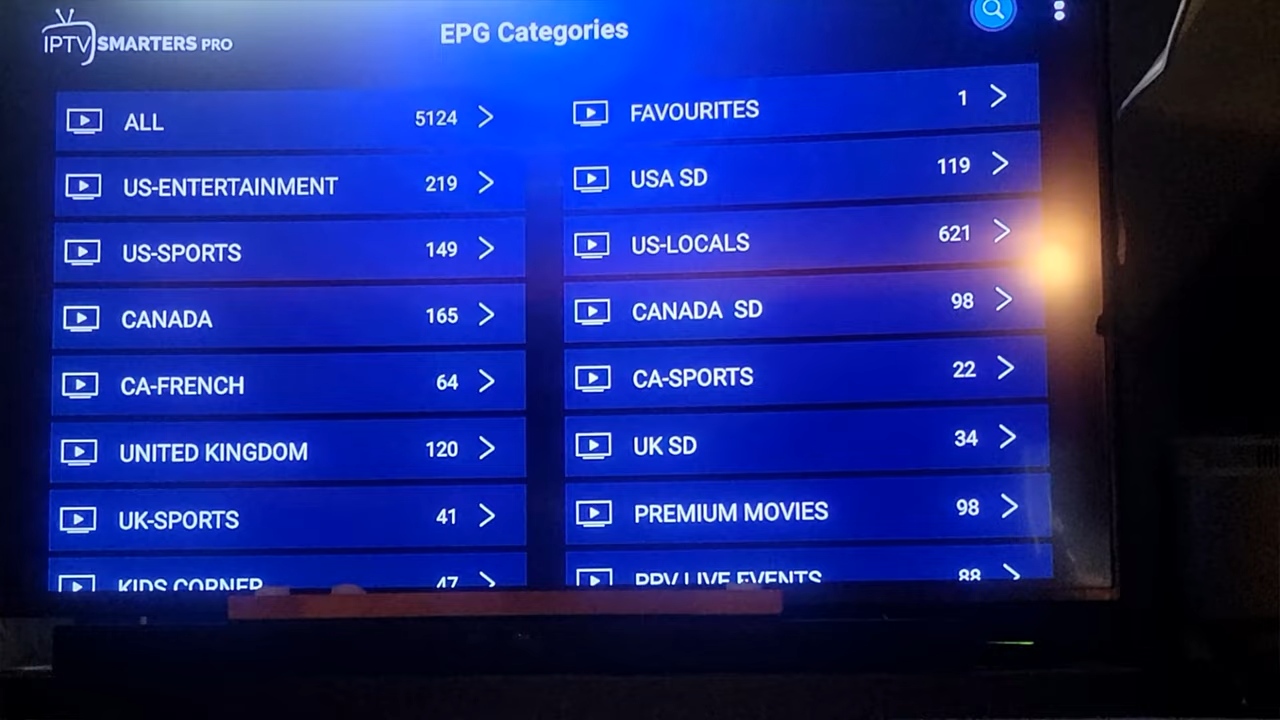 IPTV SMARTERS PRO
EPG Categories
ALL 5124
FAVOURITES 1
US-ENTERTAINMENT 219
USA SD 119
US-SPORTS 149
US-LOCALS 621
CANADA 165
CANADA SD 98
CA-FRENCH 64
CA-SPORTS 22
UNITED KINGDOM 120
UK SD 34
UK-SPORTS 41
PREMIUM MOVIES 98
KIDS CORNER 47
PPV LIVE EVENTS 88